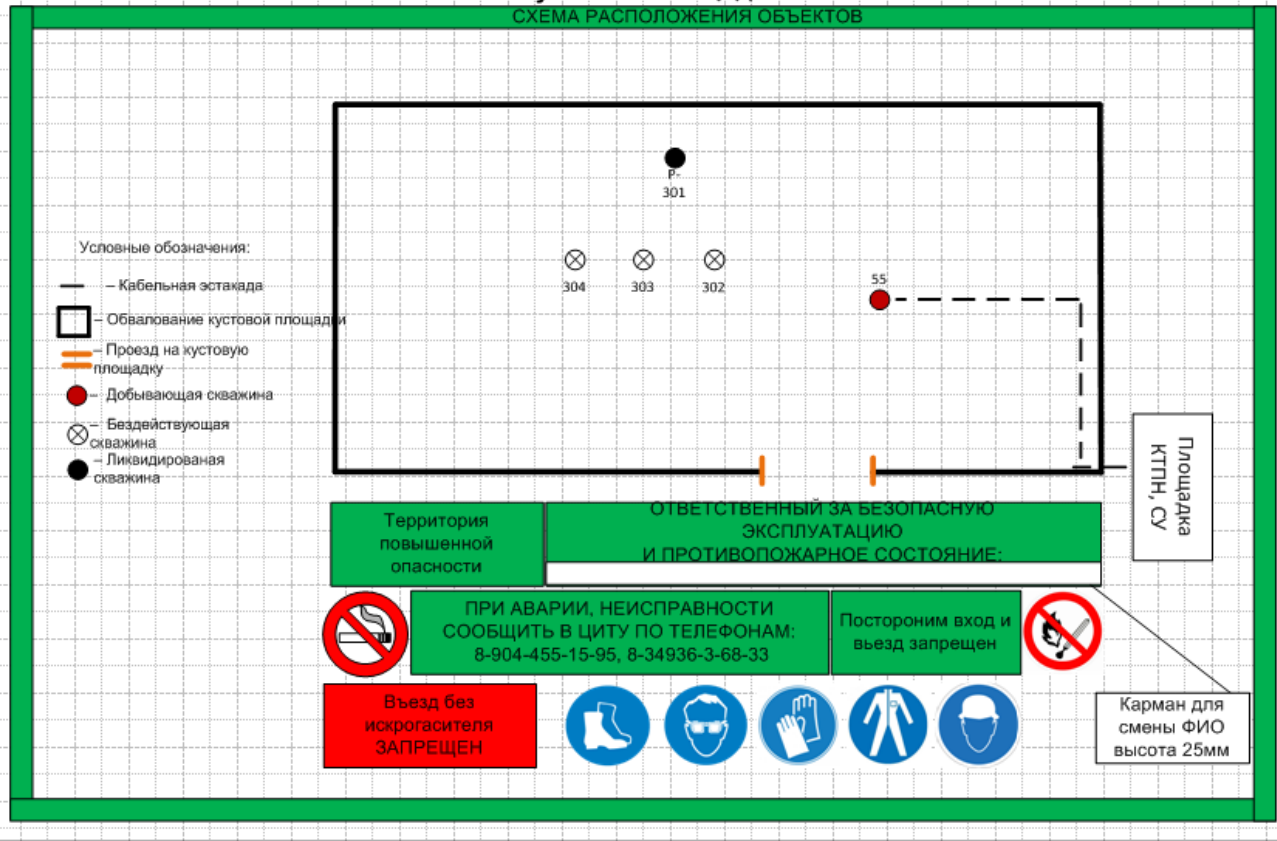 СХЕМА РАСПОЛОЖЕНИЯ ОБЪЕКТОВ
Р-
301
304
303
302
55
Условные обозначения:
– Кабельная эстакада
– Обвалование кустовой площадки
– Проезд на кустовую
площадку
– Добывающая скважина
– Бездействующая
скважина
– Ликвидированая
скважина
Площадка
КТПН, СУ
Территория
повышенной
опасности
ОТВЕТСТВЕННЫЙ ЗА БЕЗОПАСНУЮ
ЭКСПЛУАТАЦИЮ
И ПРОТИВОПОЖАРНОЕ СОСТОЯНИЕ:
ПРИ АВАРИИ, НЕИСПРАВНОСТИ
СООБЩИТЬ В ЦИТУ ПО ТЕЛЕФОНАМ:
8-904-455-15-95, 8-34936-3-68-33
Постороним вход и
вьезд запрещен
Въезд без
искрогасителя
ЗАПРЕЩЕН
Карман для
смены ФИО
высота 25мм